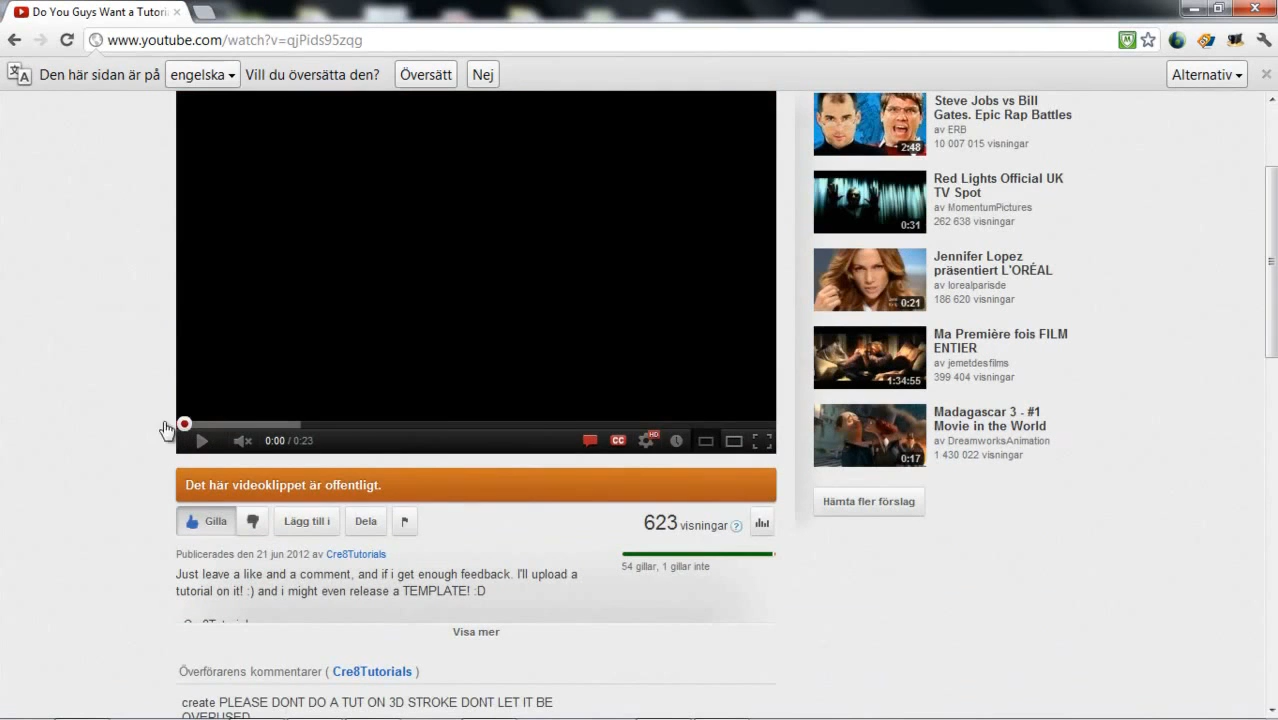 Do You Guys Want a Tutori
www.youtube.com/watch?v=qjPids95zqg
Den här sidan är på engelska Vill du översätta den? Översätt Nej Alternativ
0:00 / 0:23
CC HD
Det här videoklippet är offentligt.
Gilla Lägg till i Dela
623 visningar ?
Publicerades den 21 jun 2012 av Cre8Tutorials
54 gillar, 1 gillar inte
Just leave a like and a comment, and if i get enough feedback. I'll upload a
tutorial on it! :) and i might even release a TEMPLATE! :D
Visa mer
Överförarens kommentarer ( Cre8Tutorials )
create PLEASE DONT DO A TUT ON 3D STROKE DONT LET IT BE
OVERUSED
Steve Jobs vs Bill
Gates. Epic Rap Battles
av ERB
10 007 015 visningar
2:48
Red Lights Official UK
TV Spot
av MomentumPictures
262 638 visningar
0:31
Jennifer Lopez
präsentiert L'ORÉAL
av lorealparisde
186 620 visningar
0:21
Ma Première fois FILM
ENTIER
av jemetdesfilms
399 404 visningar
1:34:55
Madagascar 3 - #1
Movie in the World
av DreamworksAnimation
1 430 022 visningar
0:17
Hämta fler förslag